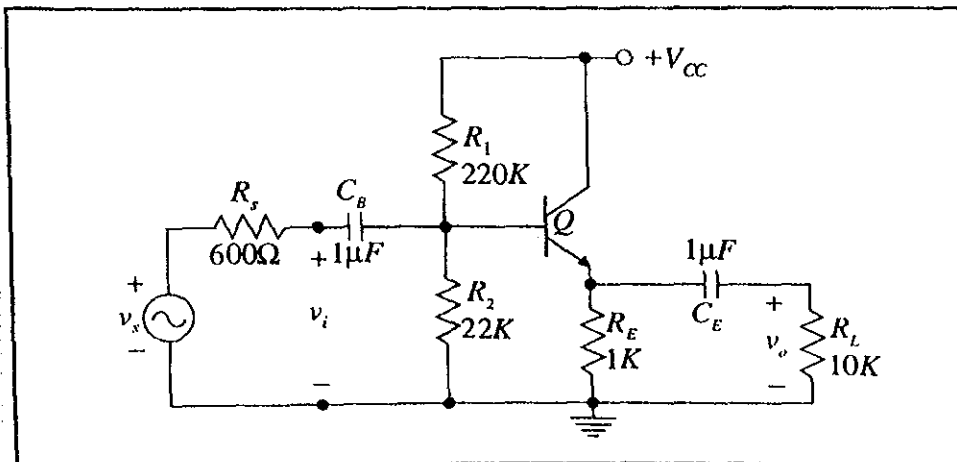 +V_CC
R_1
220K
R_s
600Ω
C_B
1μF
Q
1μF
C_E
+
v_s
−
+
v_i
−
R_2
22K
R_E
1K
+
v_o
−
R_L
10K